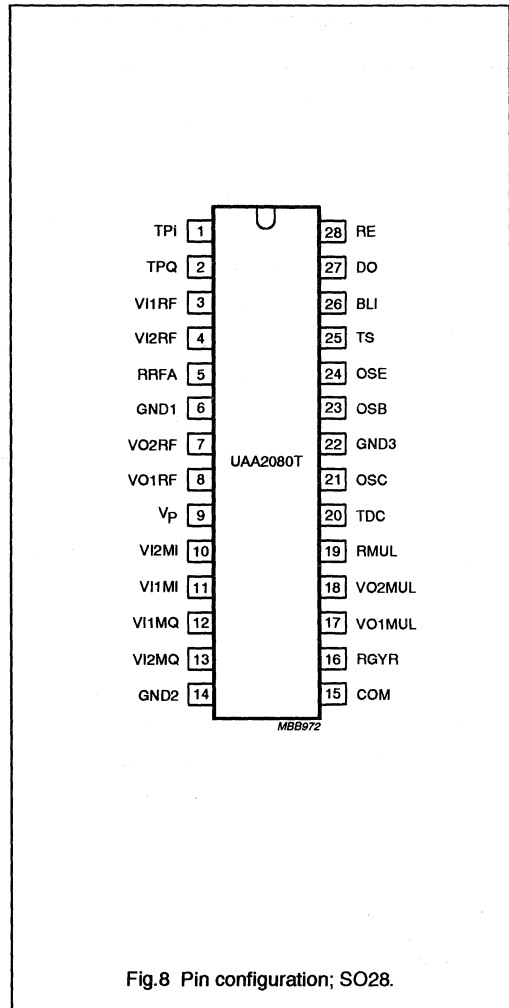 TPI 1 28 RE
TPQ 2 27 DO
VI1RF 3 26 BLI
VI2RF 4 25 TS
RRFA 5 24 OSE
GND1 6 23 OSB
VO2RF 7 22 GND3
UAA2080T
VO1RF 8 21 OSC
VP 9 20 TDC
VI2MI 10 19 RMUL
VI1MI 11 18 VO2MUL
VI1MQ 12 17 VO1MUL
VI2MQ 13 16 RGYR
GND2 14 15 COM
MBB972
Fig.8 Pin configuration; SO28.